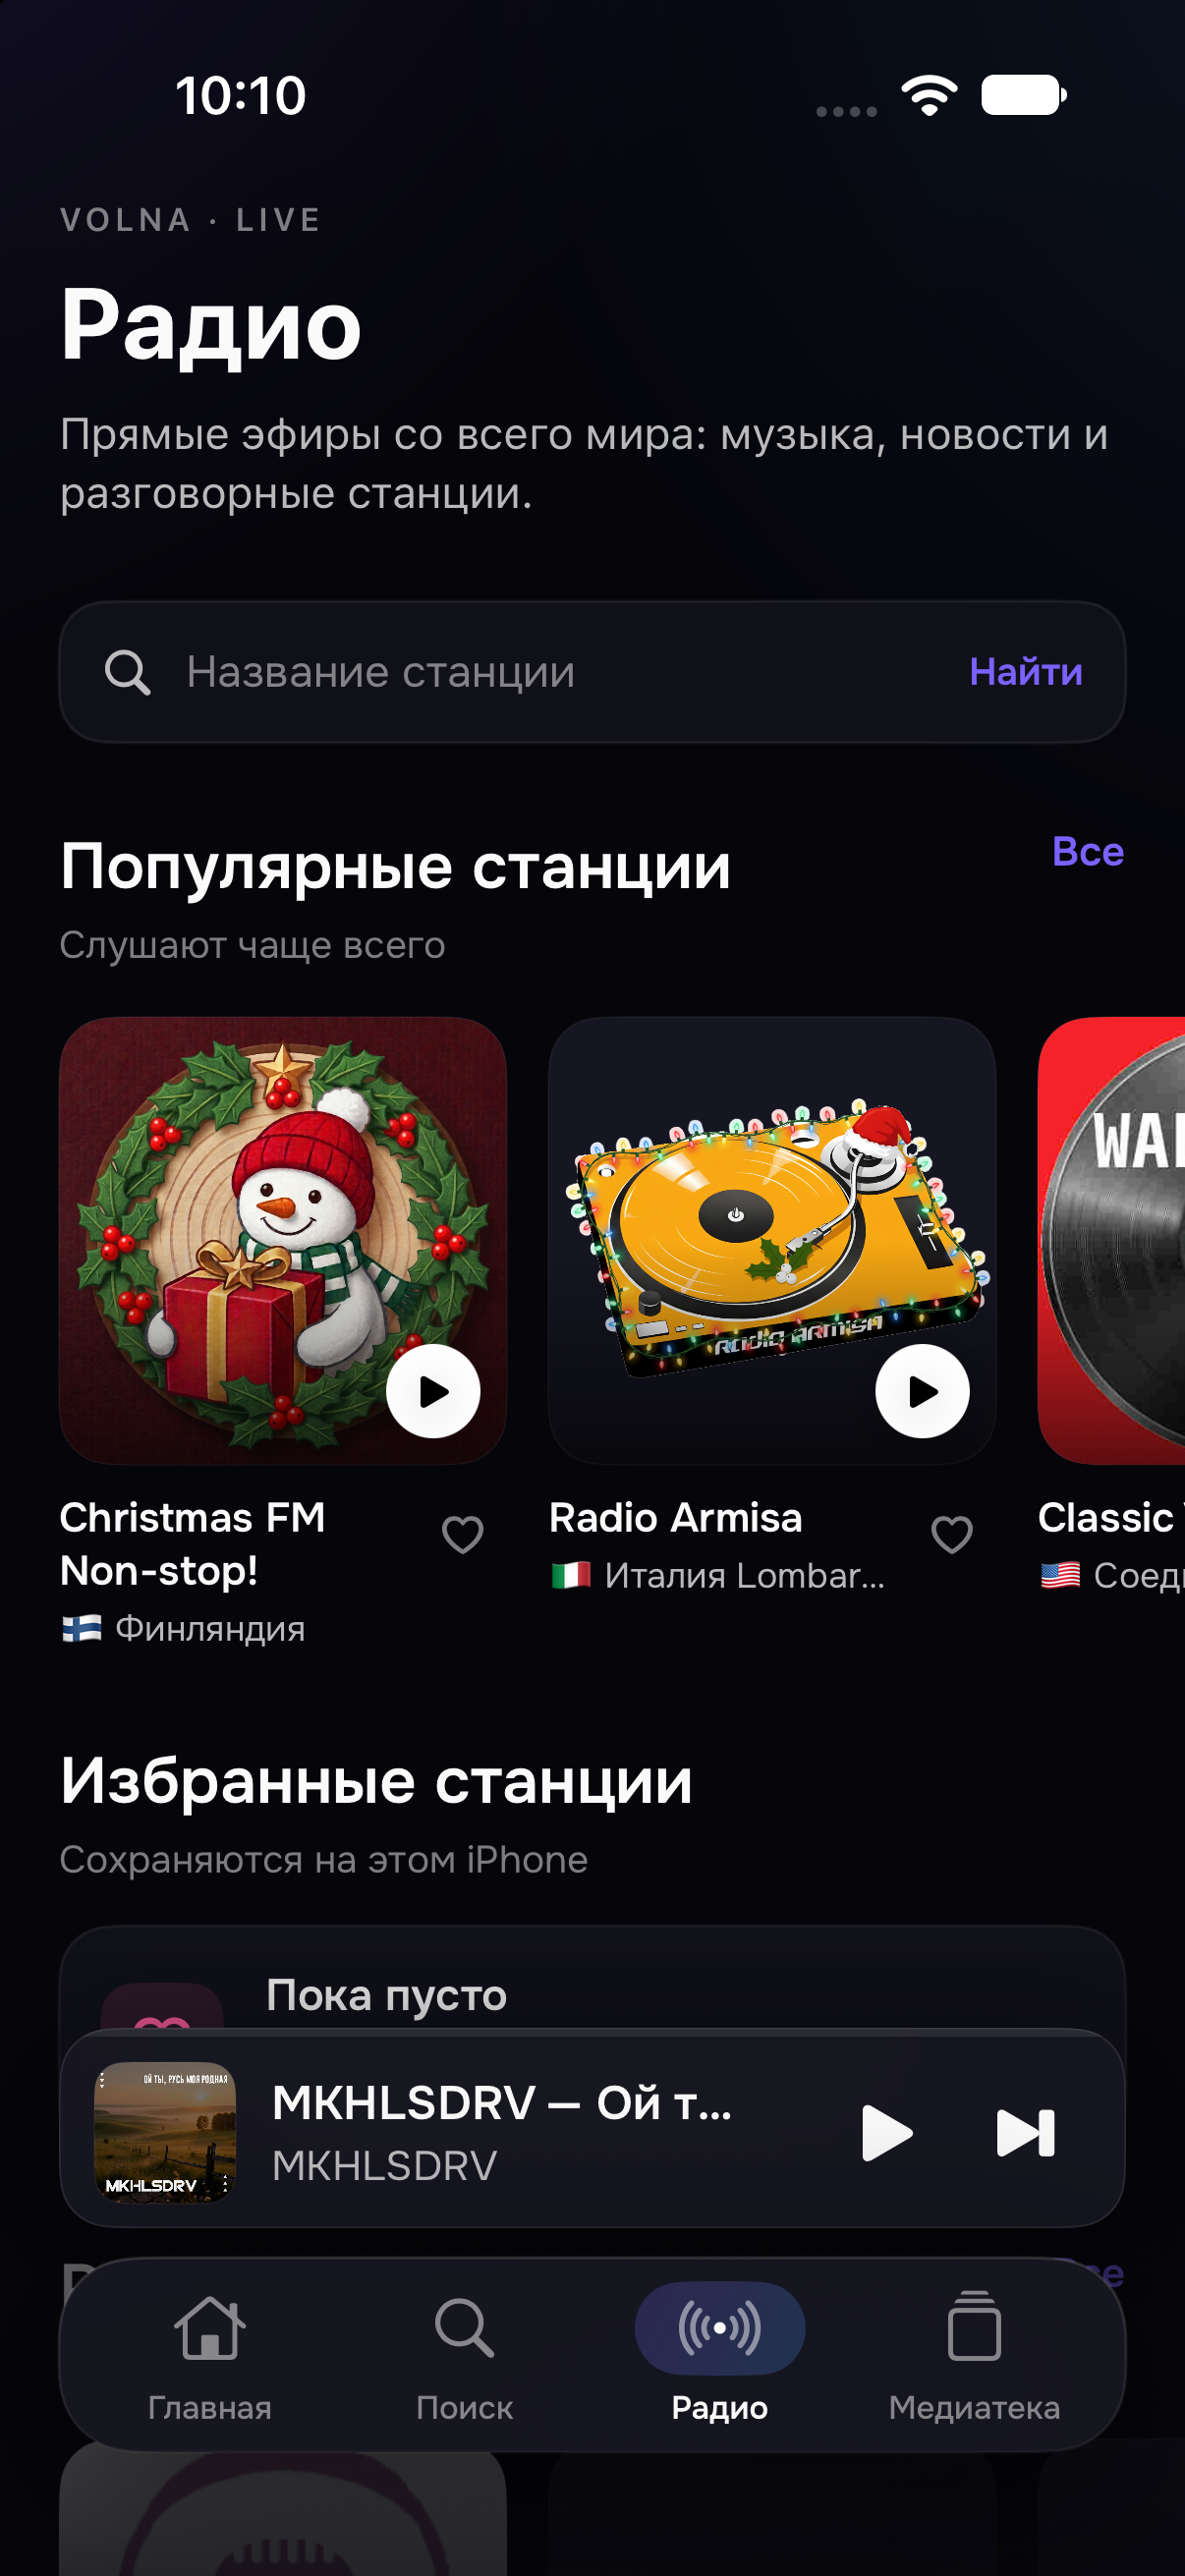 10:10
VOLNA · LIVE
Радио
Прямые эфиры со всего мира: музыка, новости и
разговорные станции.
Название станции
Найти
Популярные станции
Все
Слушают чаще всего
RADIO ARMISA
WA
Christmas FM
Non-stop!
Финляндия
Radio Armisa
Италия Lombar...
Classic
Соед
Избранные станции
Сохраняются на этом iPhone
Пока пусто
ОЙ ТЫ, РУСЬ МОЯ РОДНАЯ
MKHLSDRV
MKHLSDRV — Ой т...
MKHLSDRV
Все
Главная
Поиск
Радио
Медиатека